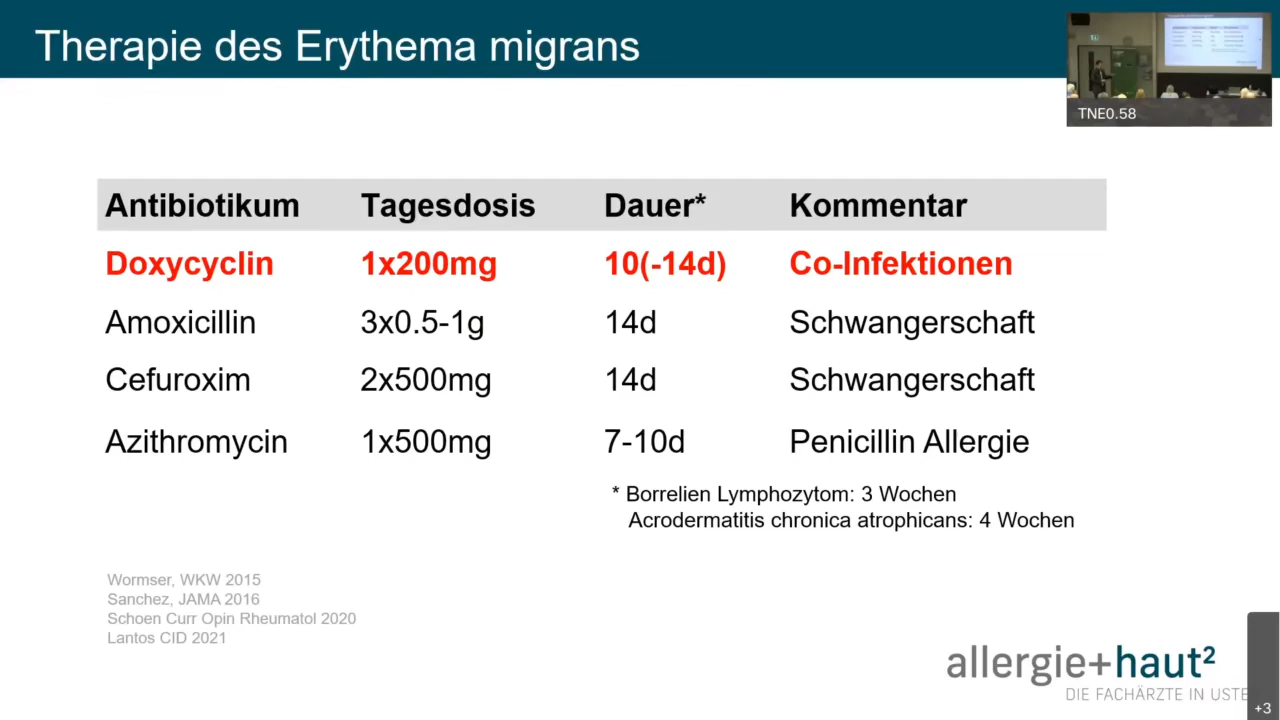 Therapie des Erythema migrans
TNE0.58
Antibiotikum Tagesdosis Dauer* Kommentar
Doxycyclin 1x200mg 10(-14d) Co-Infektionen
Amoxicillin 3x0.5-1g 14d Schwangerschaft
Cefuroxim 2x500mg 14d Schwangerschaft
Azithromycin 1x500mg 7-10d Penicillin Allergie
* Borrelien Lymphozytom: 3 Wochen
Acrodermatitis chronica atrophicans: 4 Wochen
Wormser, WKW 2015
Sanchez, JAMA 2016
Schoen Curr Opin Rheumatol 2020
Lantos CID 2021
allergie+haut²
DIE FACHÄRZTE IN USTE
+3